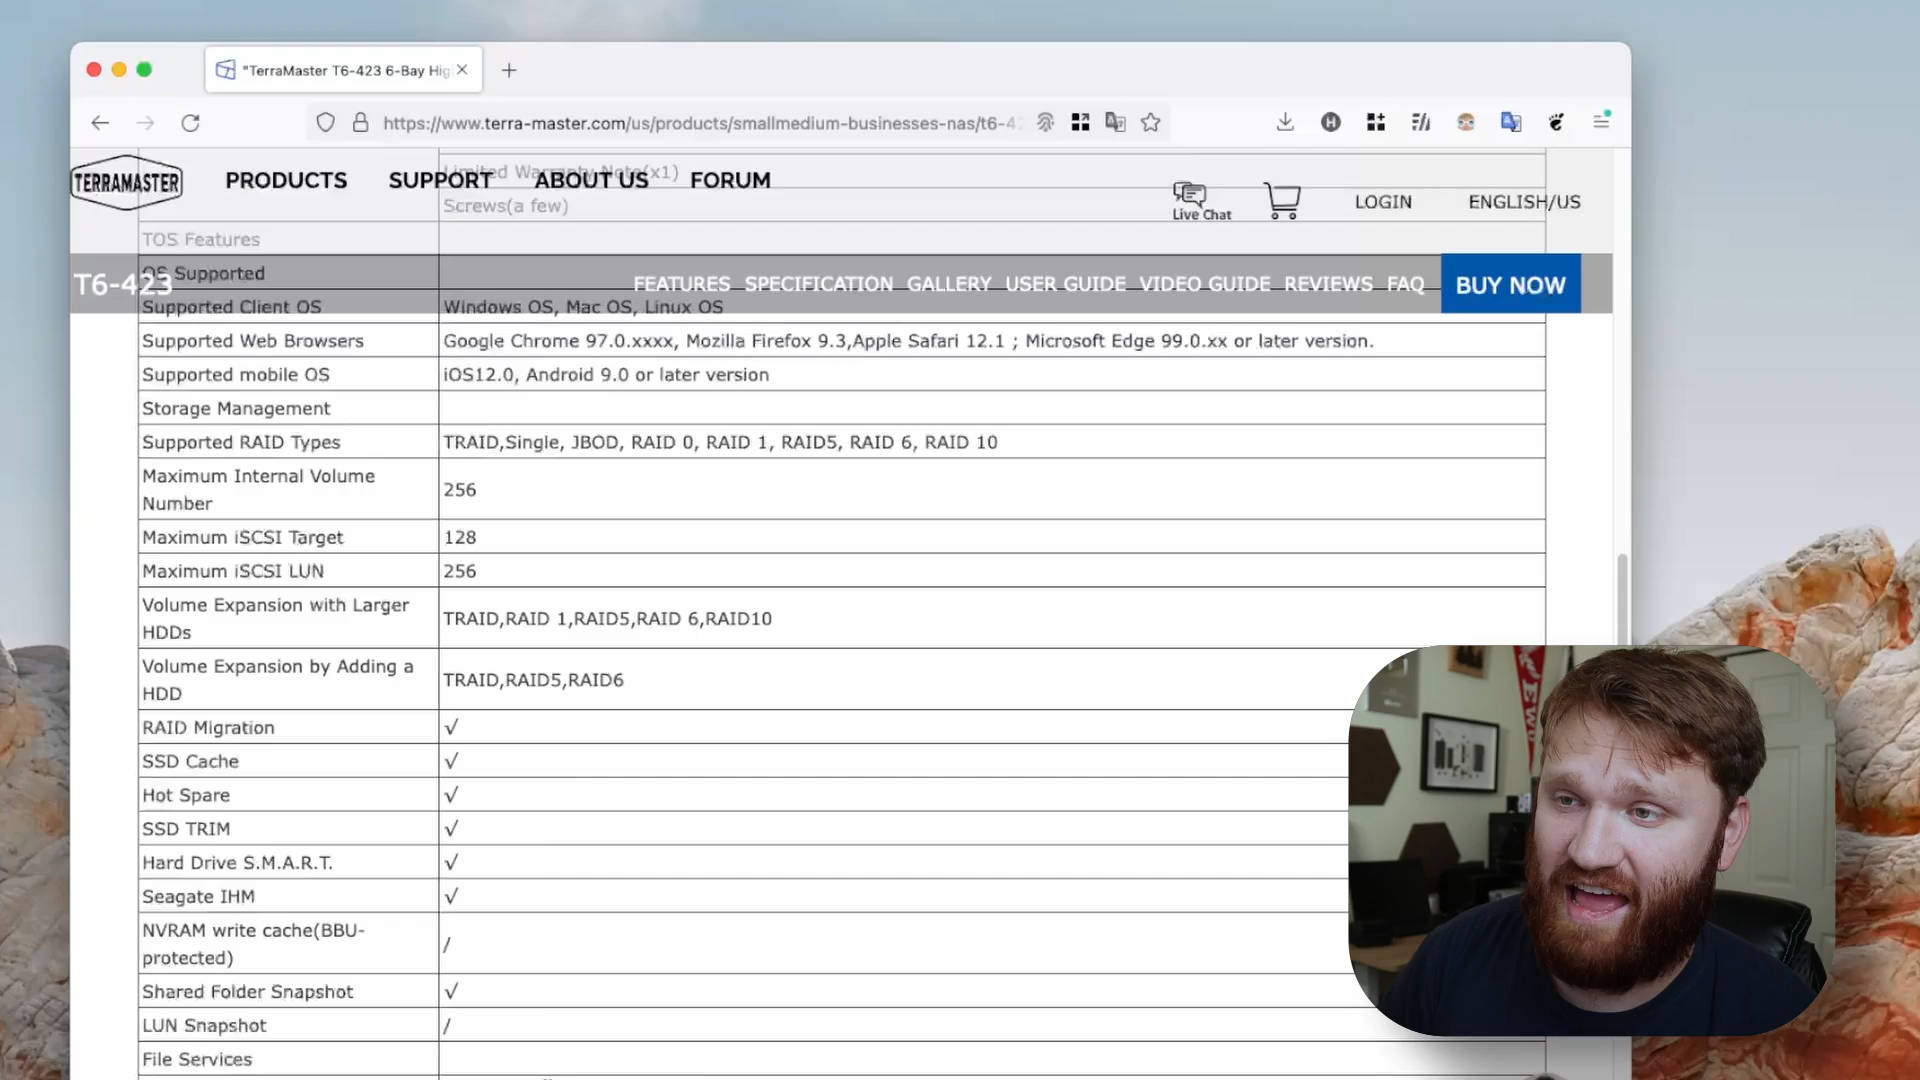 "TerraMaster T6-423 6-Bay Hig
https://www.terra-master.com/us/products/smallmedium-businesses-nas/t6-42
TERRAMASTER
PRODUCTS SUPPORT ABOUT US FORUM
Live Chat
LOGIN ENGLISH/US
Limited Warranty Note(x1)
Screws(a few)
TOS Features
T6-423
FEATURES SPECIFICATION GALLERY USER GUIDE VIDEO GUIDE REVIEWS FAQ BUY NOW
OS Supported
Supported Client OS Windows OS, Mac OS, Linux OS
Supported Web Browsers Google Chrome 97.0.xxxx, Mozilla Firefox 9.3,Apple Safari 12.1 ; Microsoft Edge 99.0.xx or later version.
Supported mobile OS iOS12.0, Android 9.0 or later version
Storage Management
Supported RAID Types TRAID,Single, JBOD, RAID 0, RAID 1, RAID5, RAID 6, RAID 10
Maximum Internal Volume
Number
256
Maximum iSCSI Target 128
Maximum iSCSI LUN 256
Volume Expansion with Larger
HDDs
TRAID,RAID 1,RAID5,RAID 6,RAID10
Volume Expansion by Adding a
HDD
TRAID,RAID5,RAID6
RAID Migration √
SSD Cache √
Hot Spare √
SSD TRIM √
Hard Drive S.M.A.R.T. √
Seagate IHM √
NVRAM write cache(BBU-
protected)
/
Shared Folder Snapshot √
LUN Snapshot /
File Services